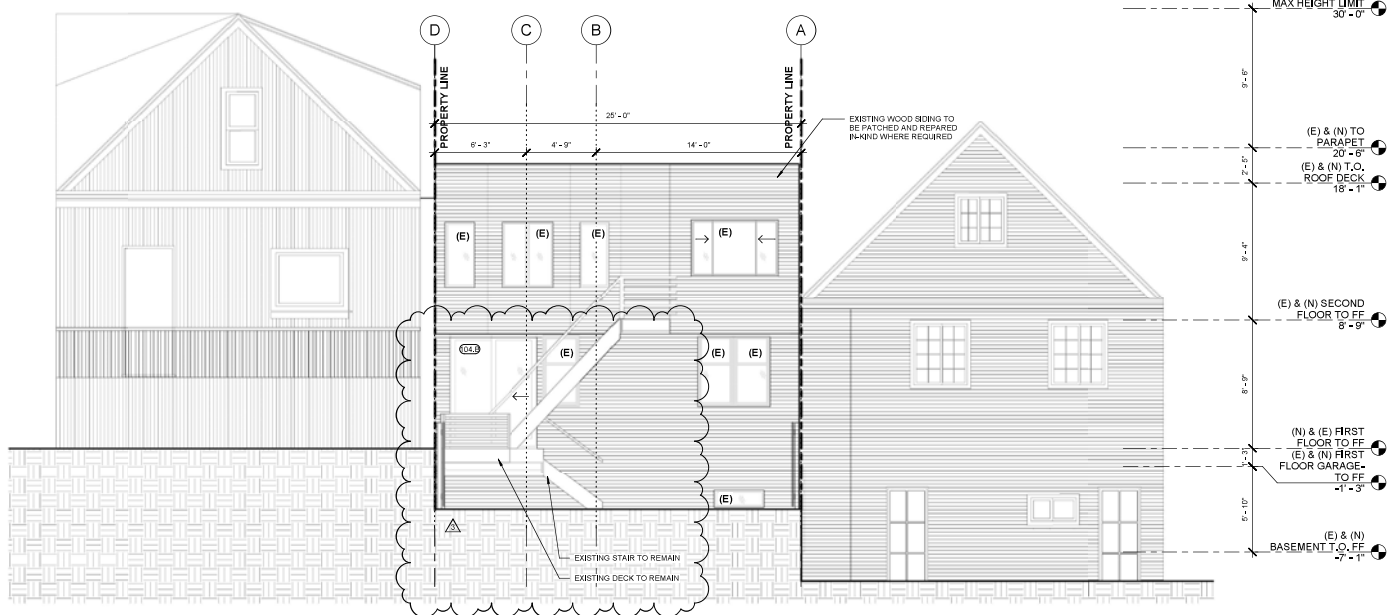 MAX HEIGHT LIMIT
30' - 0"
D
C
B
A
PROPERTY LINE
PROPERTY LINE
25' - 0"
6' - 3"
4' - 9"
14' - 0"
EXISTING WOOD SIDING TO
BE PATCHED AND REPARED
IN-KIND WHERE REQUIRED
9' - 6"
(E) & (N) TO
PARAPET
20' - 6"
2' - 5"
(E) & (N) T.O.
ROOF DECK
18' - 1"
(E)
(E)
(E)
(E)
9' - 4"
(E) & (N) SECOND
FLOOR TO FF
8' - 9"
104.B
(E)
(E)
(E)
8' - 9"
(N) & (E) FIRST
FLOOR TO FF
(E) & (N) FIRST
FLOOR GARAGE-
TO FF
-1' - 3"
1' - 3"
(E)
5' - 10"
3
(E) & (N)
BASEMENT T.O. FF
-7' - 1"
EXISTING STAIR TO REMAIN
EXISTING DECK TO REMAIN